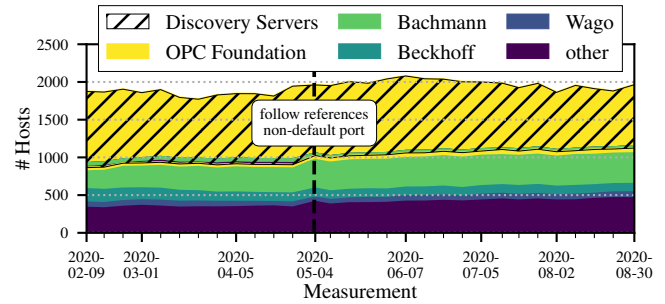 Discovery Servers
OPC Foundation
Bachmann
Beckhoff
Wago
other
2500
2000
1500
1000
500
0
# Hosts
follow references
non-default port
2020-
02-09
2020-
03-01
2020-
04-05
2020-
05-04
2020-
06-07
2020-
07-05
2020-
08-02
2020-
08-30
Measurement